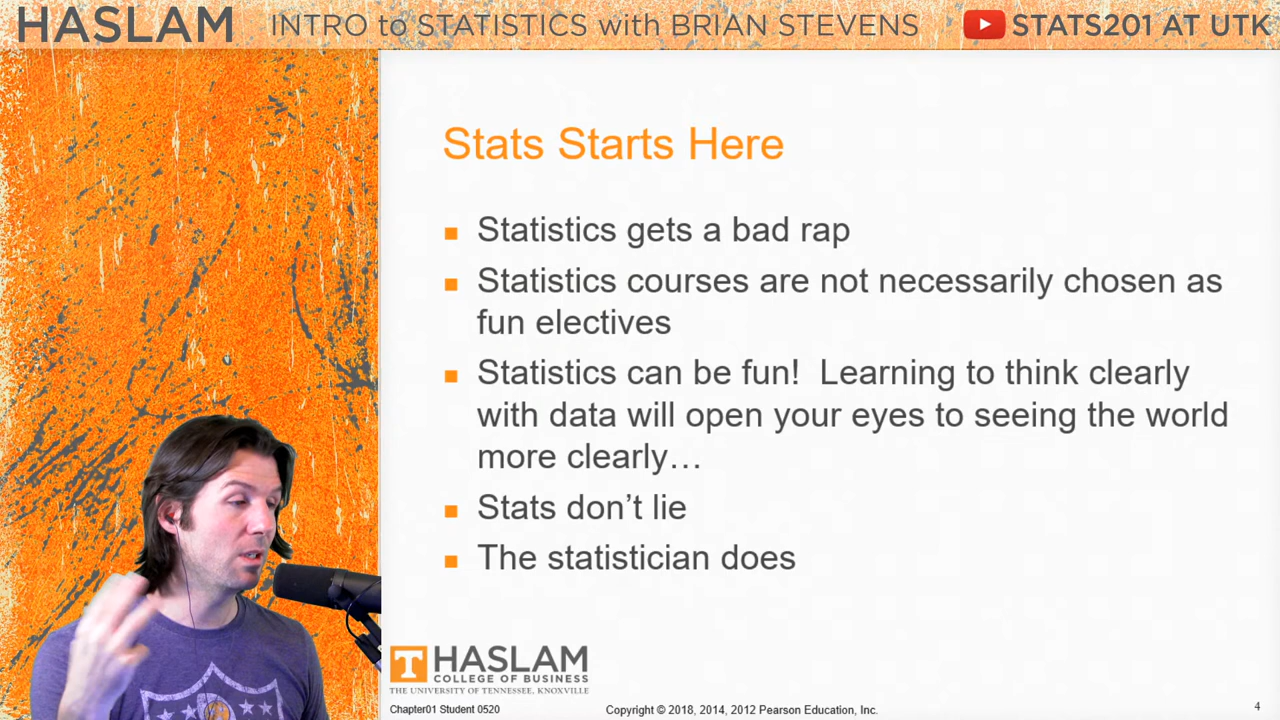 HASLAM INTRO to STATISTICS with BRIAN STEVENS STATS201 AT UTK
Stats Starts Here
Statistics gets a bad rap
Statistics courses are not necessarily chosen as
fun electives
Statistics can be fun!  Learning to think clearly
with data will open your eyes to seeing the world
more clearly…
Stats don’t lie
The statistician does
T HASLAM
COLLEGE OF BUSINESS
THE UNIVERSITY OF TENNESSEE, KNOXVILLE
Chapter01 Student 0520 Copyright © 2018, 2014, 2012 Pearson Education, Inc. 4